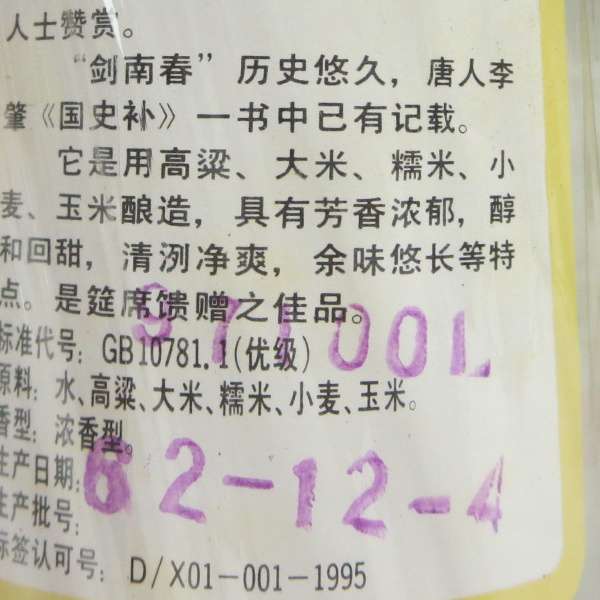 人士赞赏。
“剑南春”历史悠久，唐人李
肇《国史补》一书中已有记载。
它是用高粱、大米、糯米、小
麦、玉米酿造，具有芳香浓郁，醇
和回甜，清洌净爽，余味悠长等特
点。是筵席馈赠之佳品。
标准代号：GB10781.1(优级)
原料：水、高粱、大米、糯米、小麦、玉米。
香型：浓香型。
生产日期：
生产批号：
62-12-4
标签认可号：D/X01-001-1995